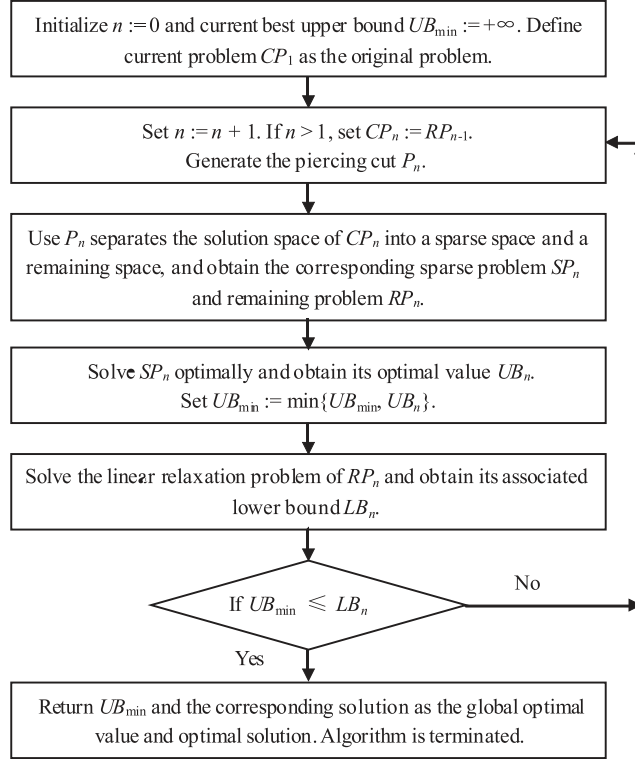 Initialize n := 0 and current best upper bound UBmin := +∞. Define
current problem CP1 as the original problem.
Set n := n + 1. If n > 1, set CPn := RPn-1.
Generate the piercing cut Pn.
Use Pn separates the solution space of CPn into a sparse space and a
remaining space, and obtain the corresponding sparse problem SPn
and remaining problem RPn.
Solve SPn optimally and obtain its optimal value UBn.
Set UBmin := min{UBmin, UBn}.
Solve the linear relaxation problem of RPn and obtain its associated
lower bound LBn.
If UBmin ≤ LBn
No
Yes
Return UBmin and the corresponding solution as the global optimal
value and optimal solution. Algorithm is terminated.